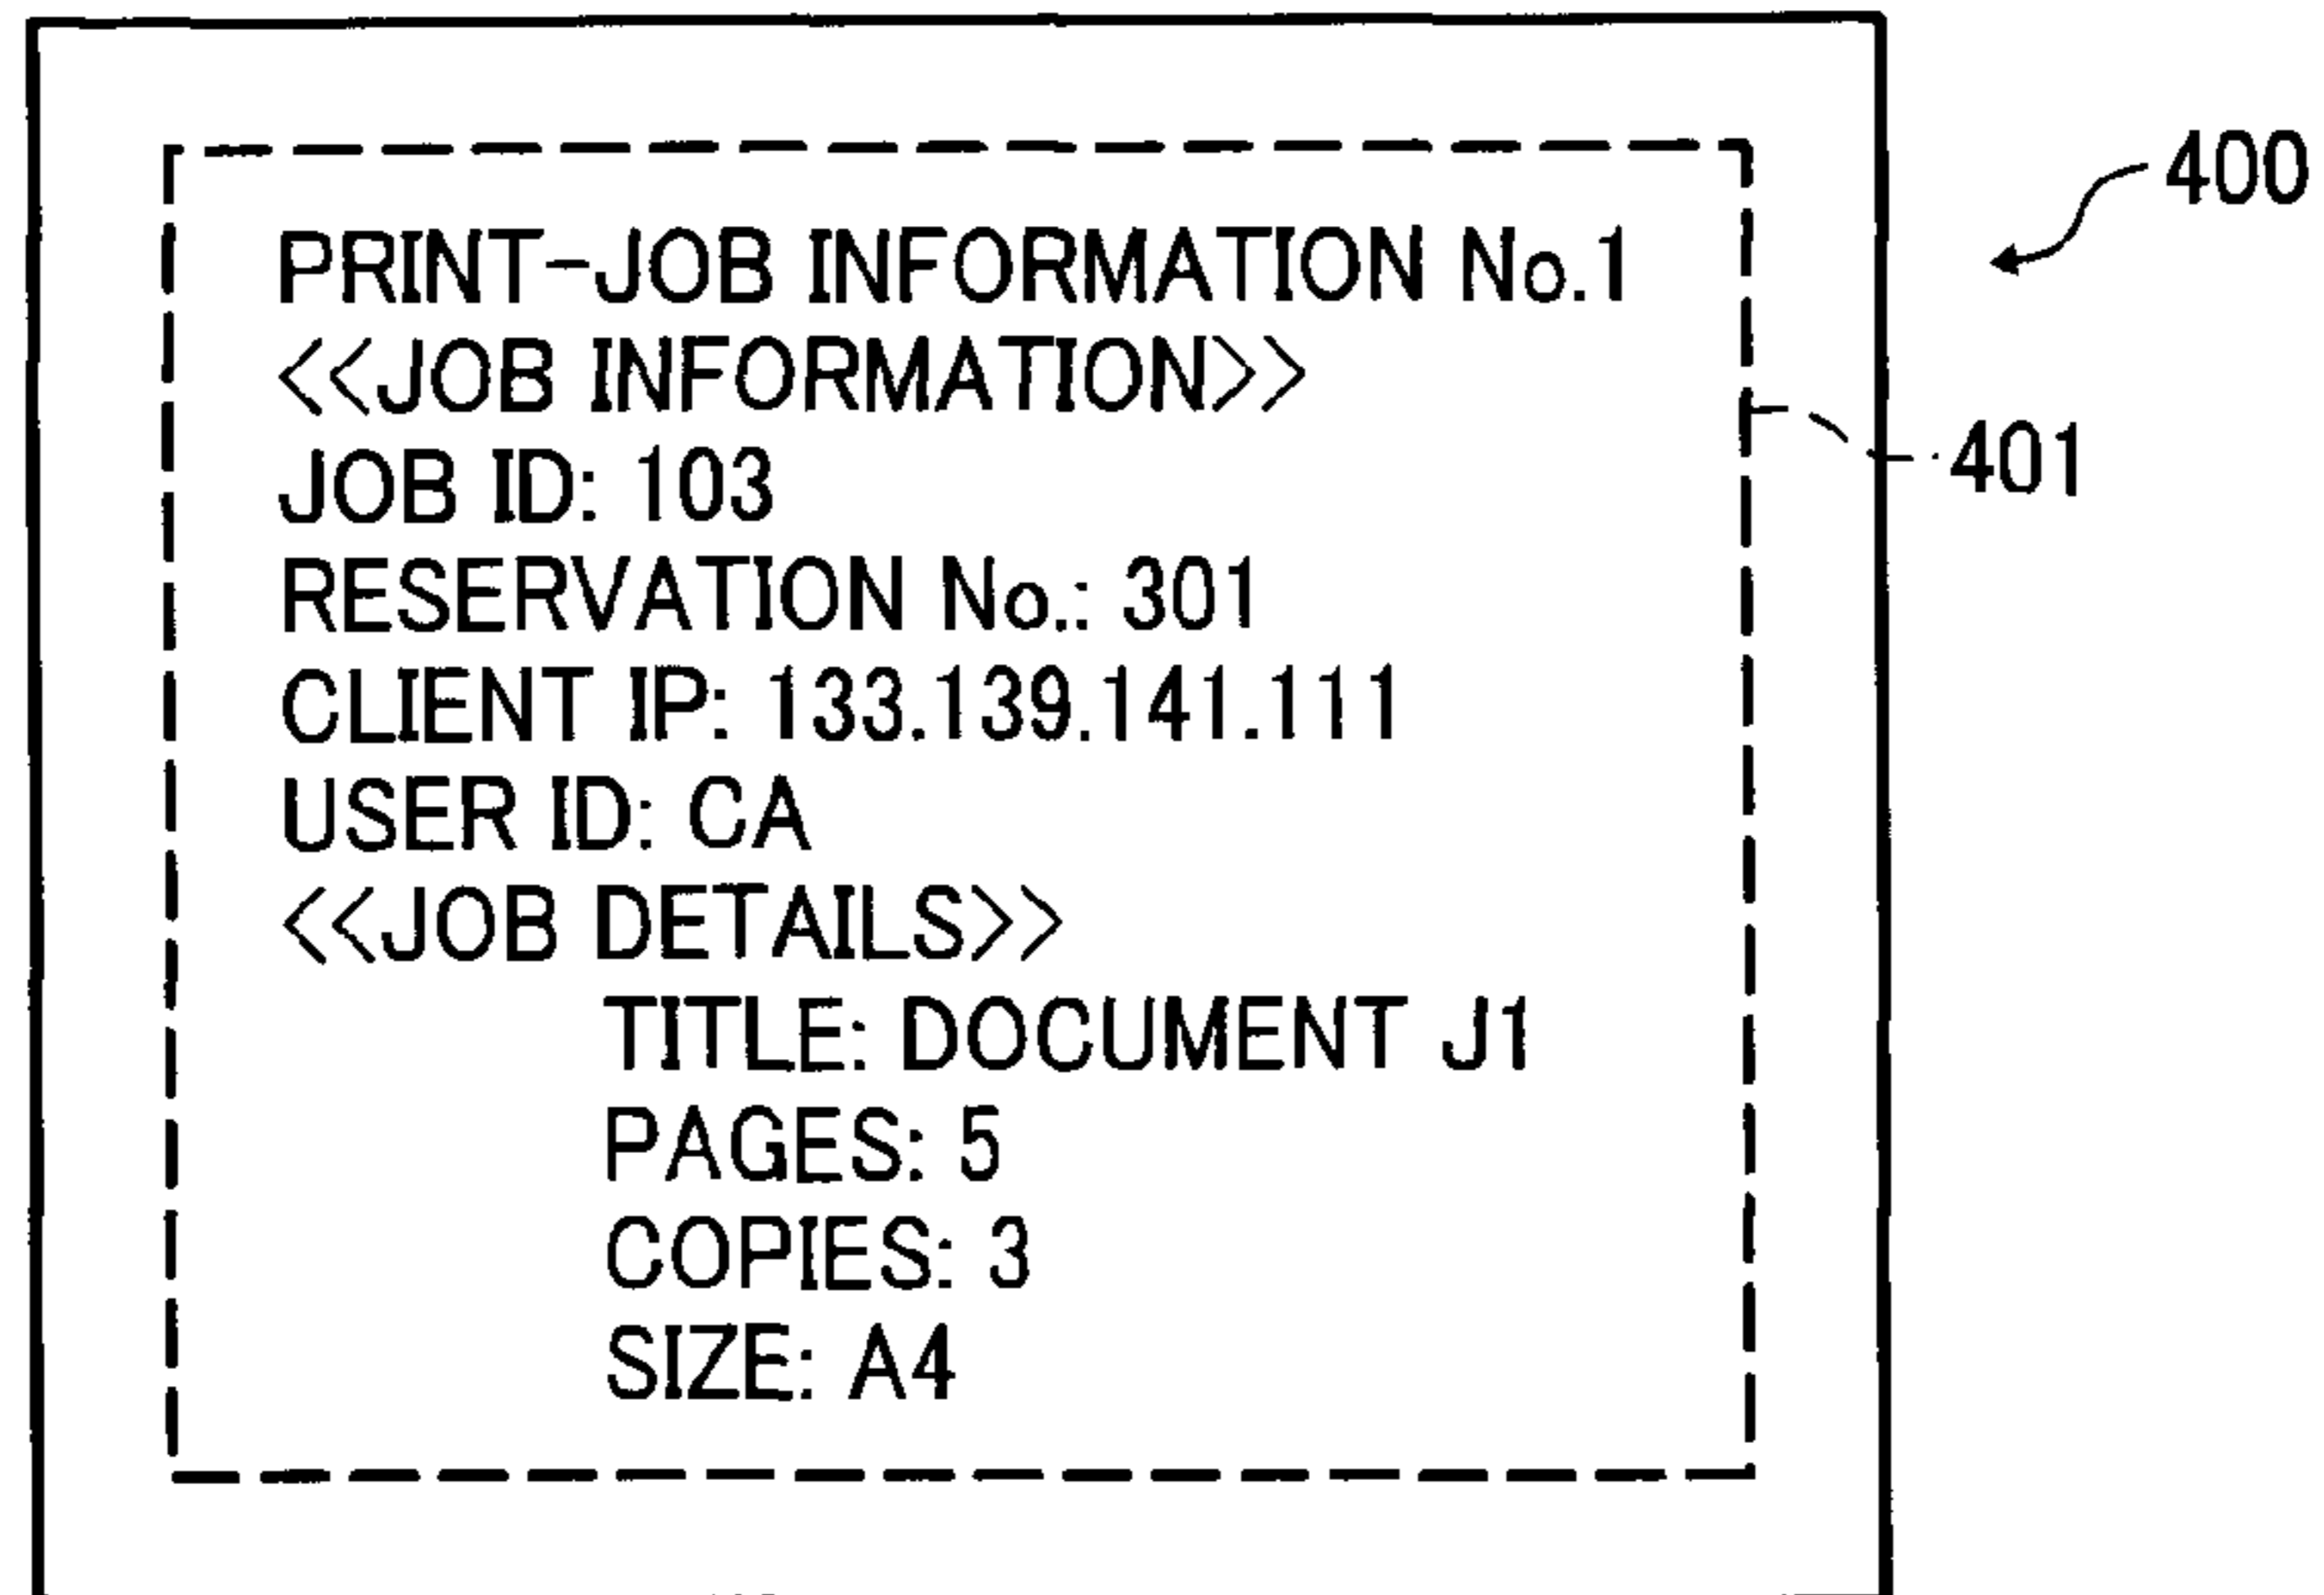 400
PRINT-JOB INFORMATION No.1
<<JOB INFORMATION>>
401
JOB ID: 103
RESERVATION No.: 301
CLIENT IP: 133.139.141.111
USER ID: CA
<<JOB DETAILS>>
TITLE: DOCUMENT J1
PAGES: 5
COPIES: 3
SIZE: A4